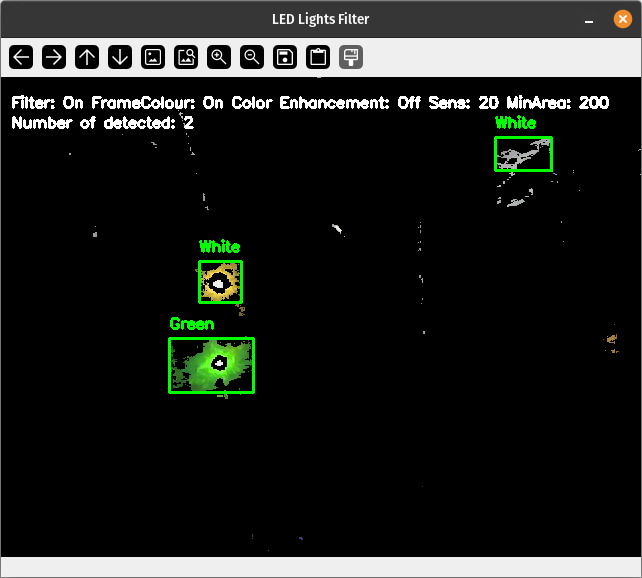 LED Lights Filter
Filter: On FrameColour: On Color Enhancement: Off Sens: 20 MinArea: 200
Number of detected: 2
White
White
Green